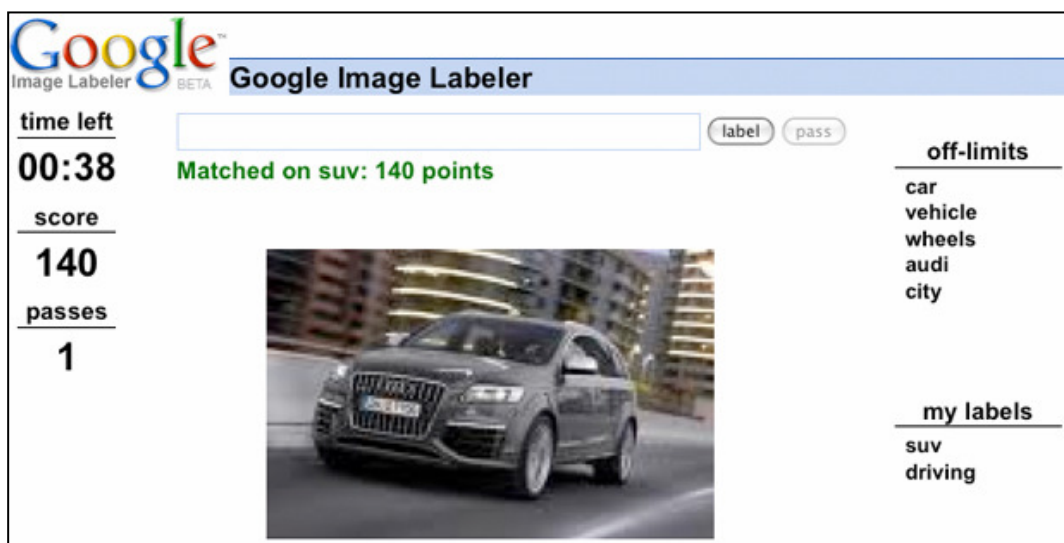 Google™
Image Labeler BETA
Google Image Labeler
time left
00:38
score
140
passes
1
label
pass
Matched on suv: 140 points
off-limits
car
vehicle
wheels
audi
city
my labels
suv
driving